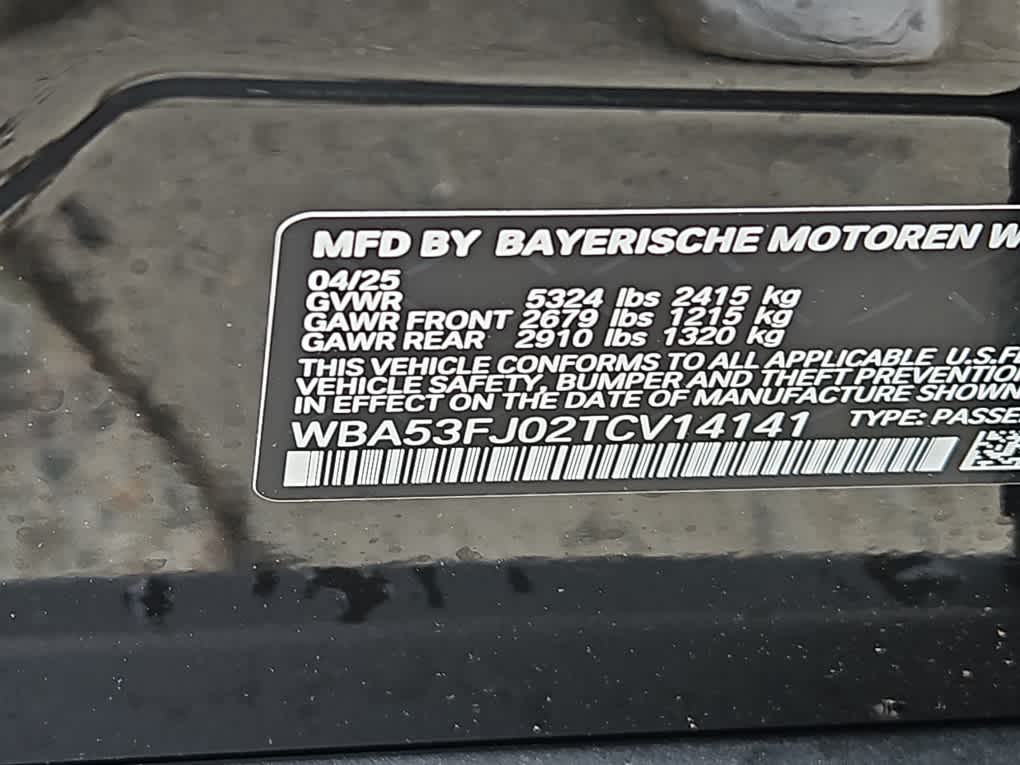 MFD BY BAYERISCHE MOTOREN
04/25
GVWR 5324 lbs 2415 kg
GAWR FRONT 2679 lbs 1215 kg
GAWR REAR 2910 lbs 1320 kg
THIS VEHICLE CONFORMS TO ALL APPLICABLE
VEHICLE SAFETY, BUMPER AND THEFT PREVENTION
IN EFFECT ON THE DATE OF MANUFACTURE SHOWN
WBA53FJ02TCV14141 TYPE: